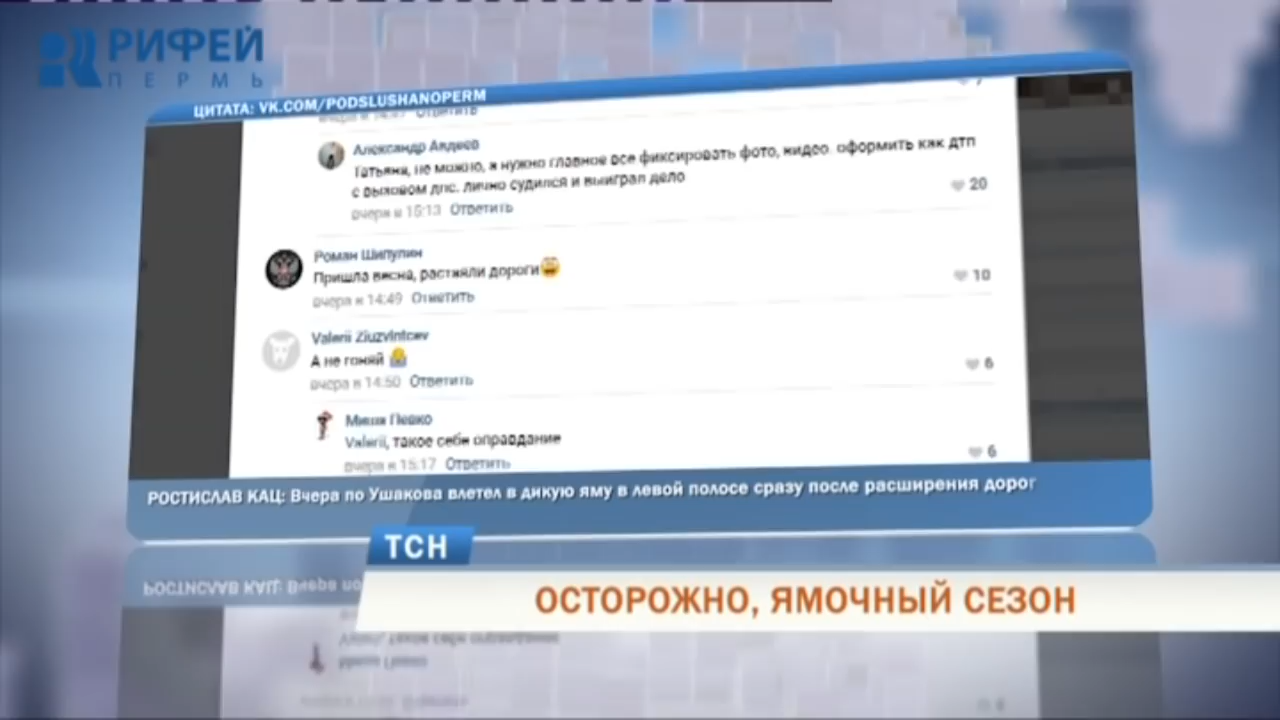 РИФЕЙ
ПЕРМЬ
ЦИТАТА: VK.COM/PODSLUSHANOPERM
Ответить
Александр Авдеев
Татьяна, не можно, а нужно главное все фиксировать фото, видео. оформить как дтп
с вызовом дпс. лично судился и выиграл дело
20
вчера в 15:13 Ответить
Роман Шипулин
Пришла весна, растаяли дороги
10
вчера в 14:49 Ответить
Valerii Ziuzvintcev
А не гоняй
6
вчера в 14:50 Ответить
Миша Певко
Valerii, такое себе оправдание
6
вчера в 15:17 Ответить
РОСТИСЛАВ КАЦ: Вчера по Ушакова влетел в дикую яму в левой полосе сразу после расширения дорог
ТСН
ОСТОРОЖНО, ЯМОЧНЫЙ СЕЗОН